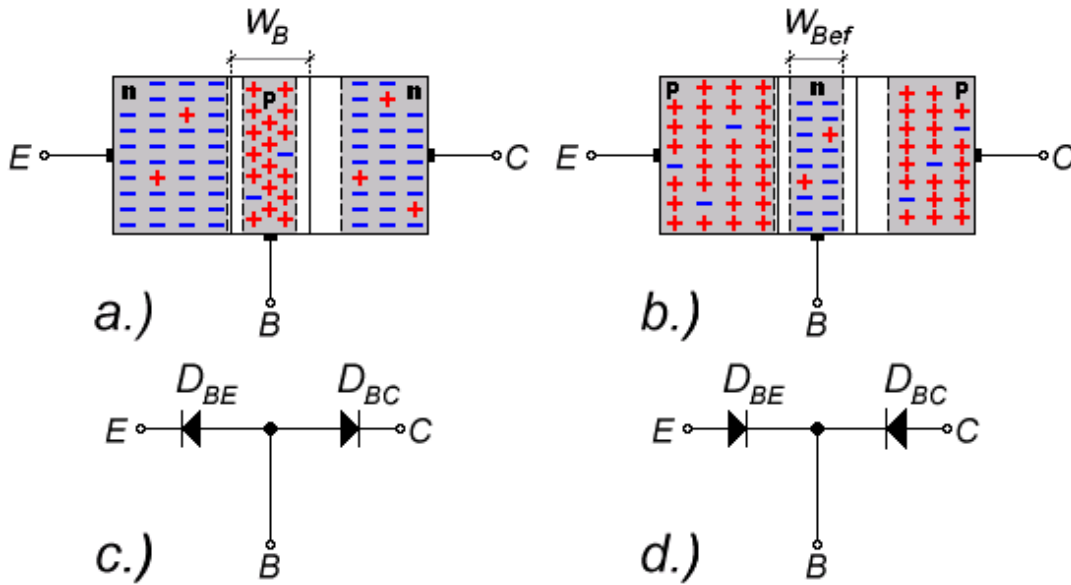 W_B
W_Bef
n p n
p n p
E C
E C
a.) B
b.) B
D_BE D_BC
D_BE D_BC
E C
E C
c.) B
d.) B